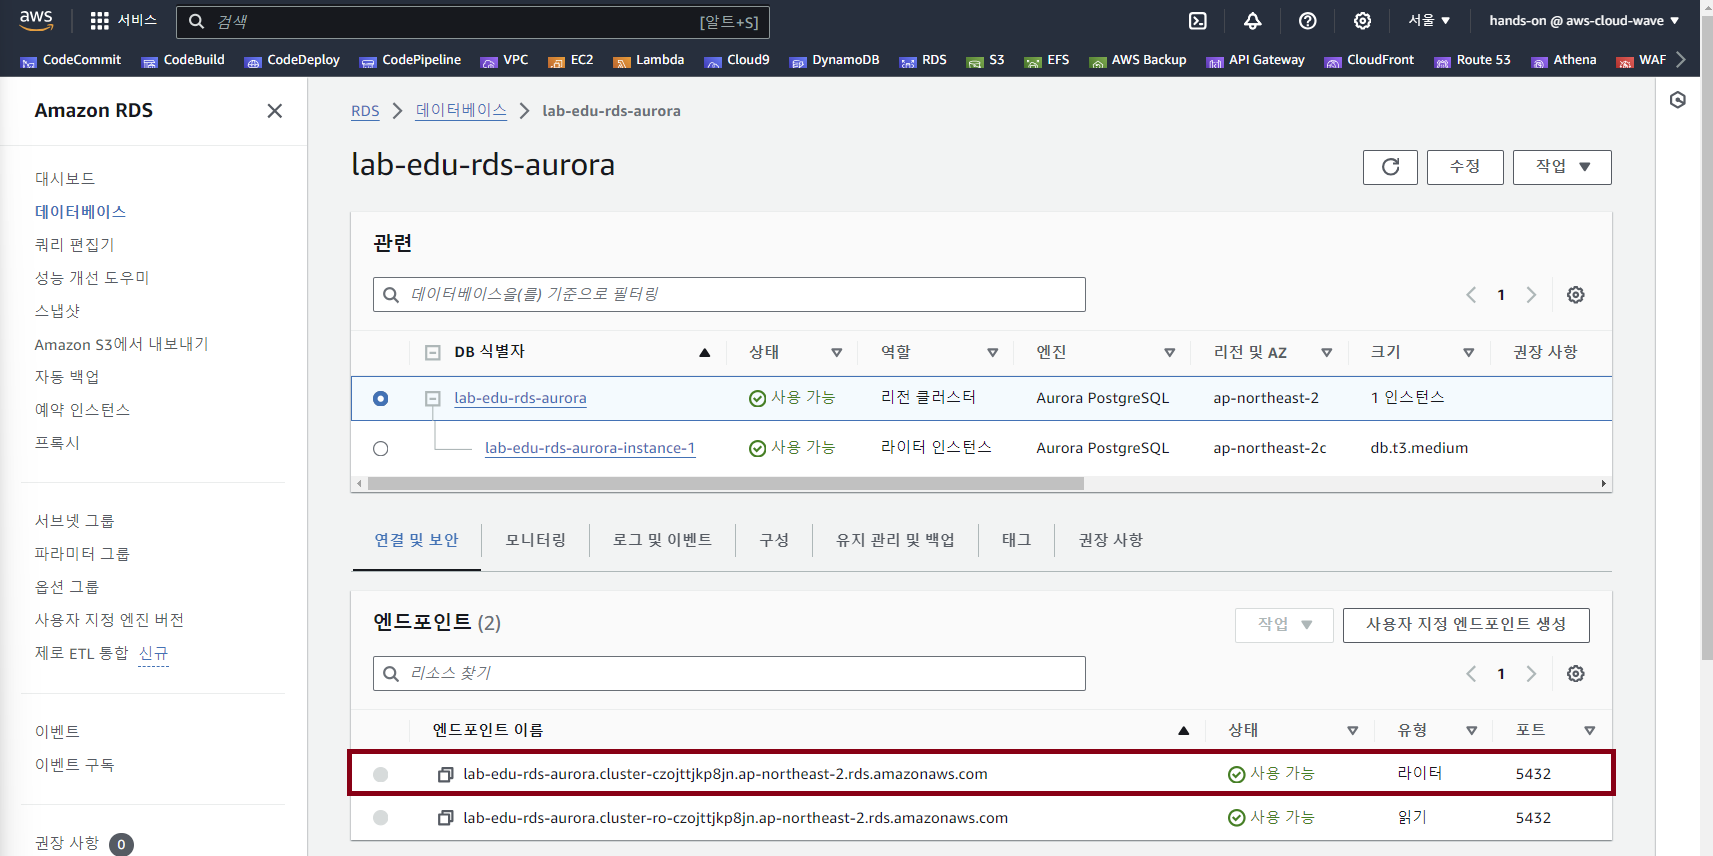 aws 서비스 검색 [알트+S] 서울 ▼ hands-on @ aws-cloud-wave ▼
CodeCommit CodeBuild CodeDeploy CodePipeline VPC EC2 Lambda Cloud9 DynamoDB RDS S3 EFS AWS Backup API Gateway CloudFront Route 53 Athena WAF
Amazon RDS
대시보드
데이터베이스
쿼리 편집기
성능 개선 도우미
스냅샷
Amazon S3에서 내보내기
자동 백업
예약 인스턴스
프록시
서브넷 그룹
파라미터 그룹
옵션 그룹
사용자 지정 엔진 버전
제로 ETL 통합 신규
이벤트
이벤트 구독
권장 사항 0
RDS > 데이터베이스 > lab-edu-rds-aurora
lab-edu-rds-aurora
수정 작업 ▼
관련
데이터베이스을(를) 기준으로 필터링
1
DB 식별자 상태 역할 엔진 리전 및 AZ 크기 권장 사항
lab-edu-rds-aurora 사용 가능 리전 클러스터 Aurora PostgreSQL ap-northeast-2 1 인스턴스
lab-edu-rds-aurora-instance-1 사용 가능 라이터 인스턴스 Aurora PostgreSQL ap-northeast-2c db.t3.medium
연결 및 보안 모니터링 로그 및 이벤트 구성 유지 관리 및 백업 태그 권장 사항
엔드포인트 (2)
작업 ▼ 사용자 지정 엔드포인트 생성
리소스 찾기
1
엔드포인트 이름 상태 유형 포트
lab-edu-rds-aurora.cluster-czojttjkp8jn.ap-northeast-2.rds.amazonaws.com 사용 가능 라이터 5432
lab-edu-rds-aurora.cluster-ro-czojttjkp8jn.ap-northeast-2.rds.amazonaws.com 사용 가능 읽기 5432